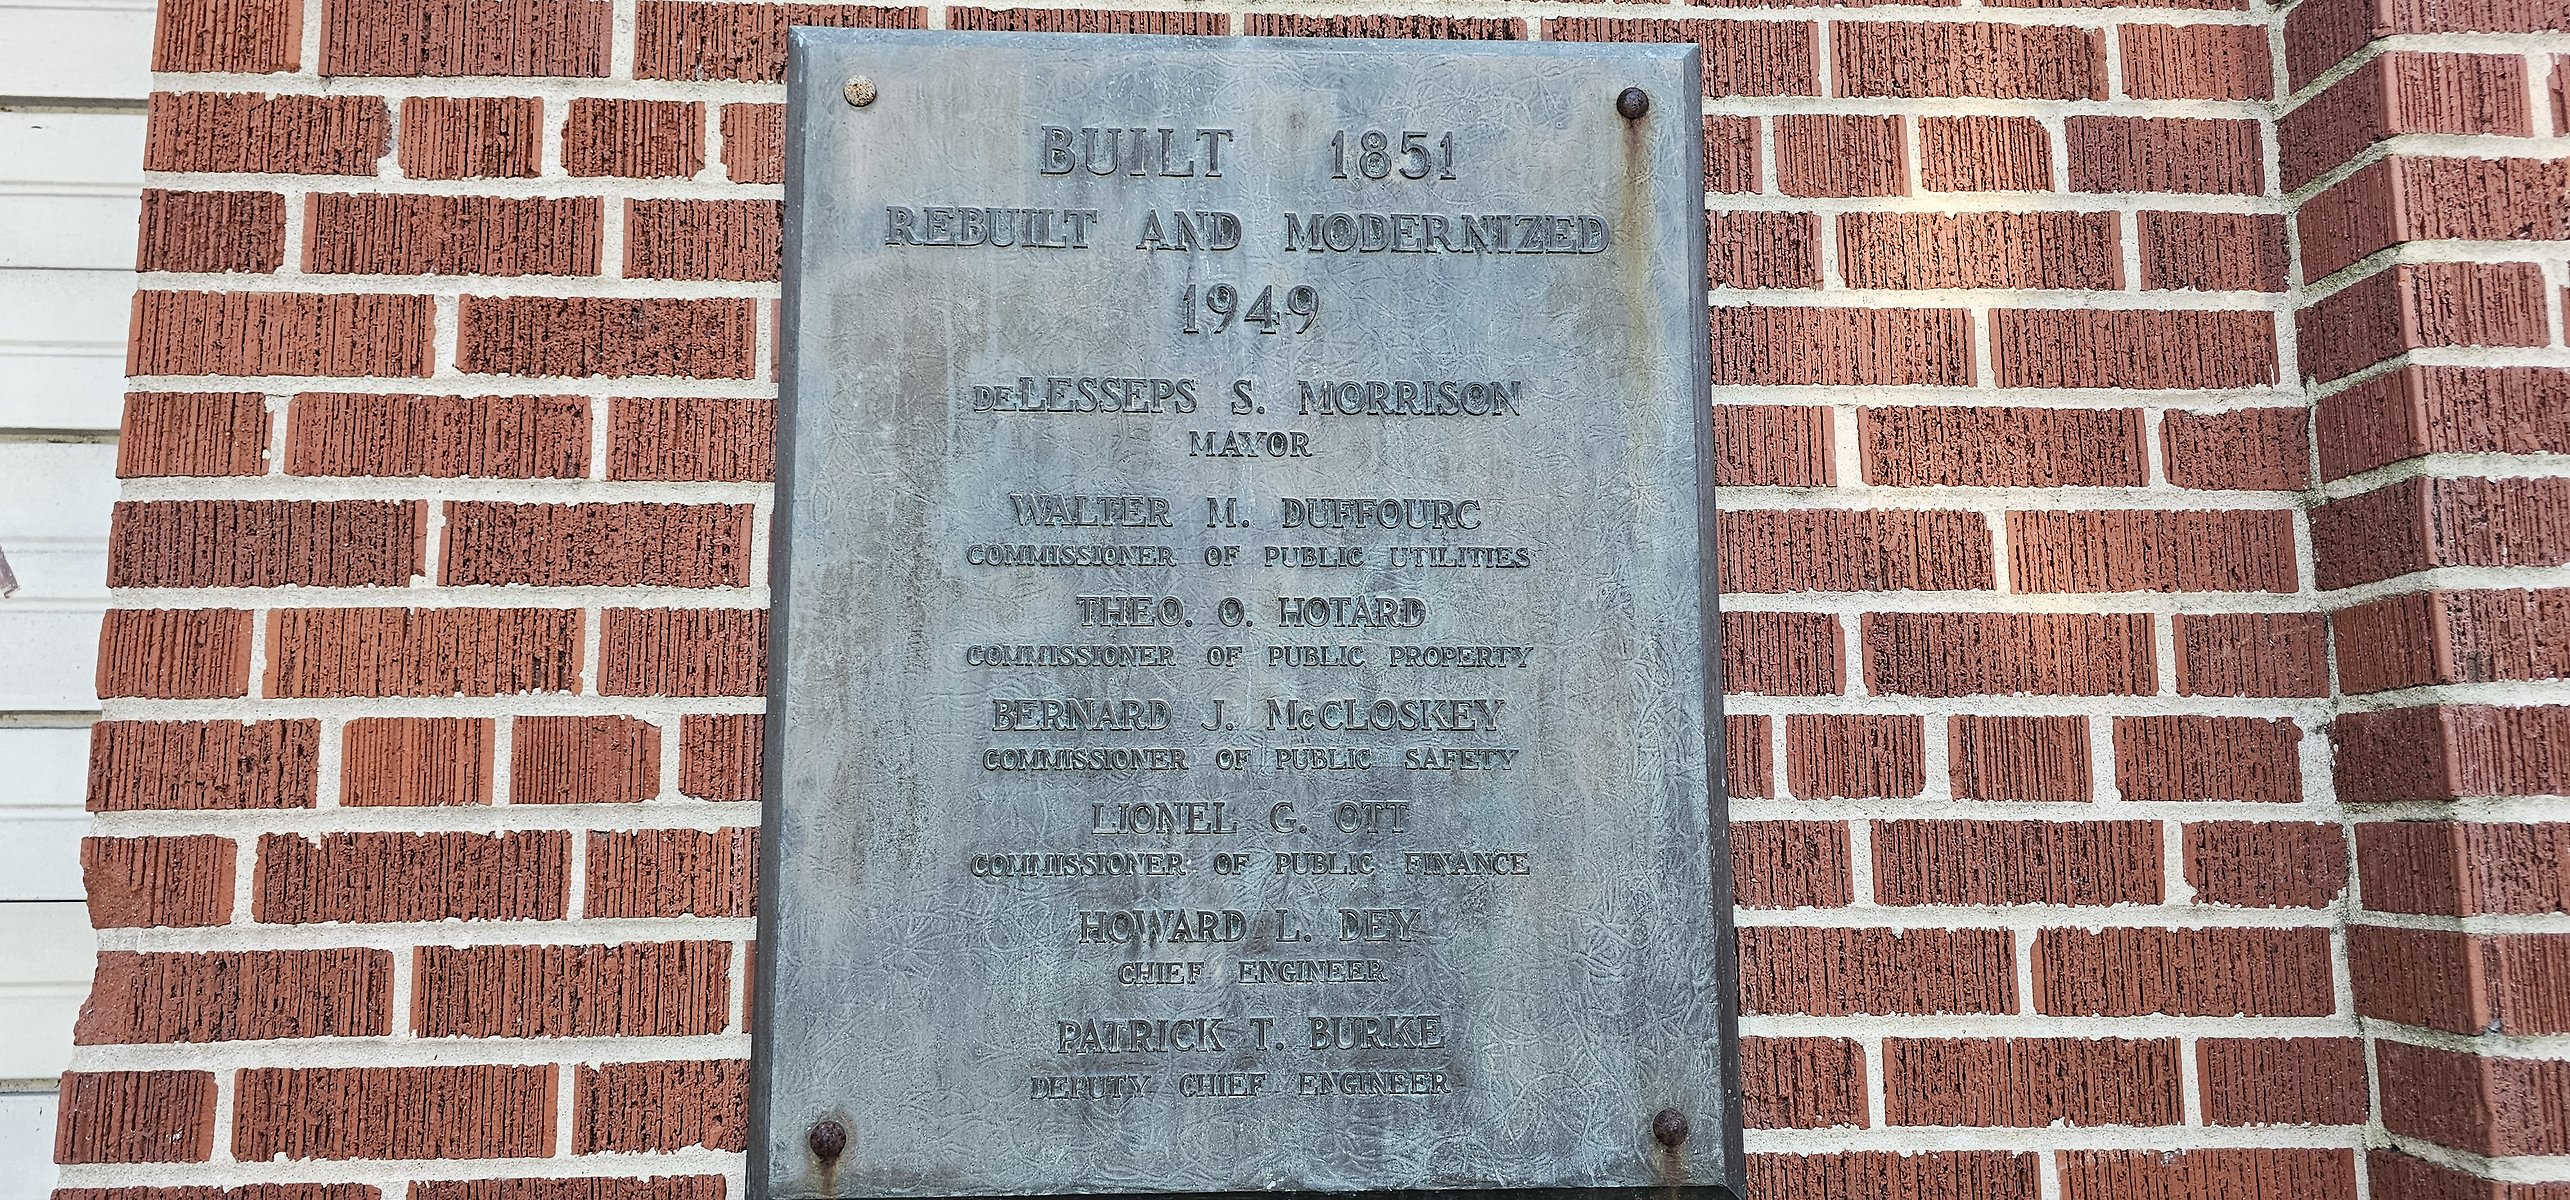 BUILT 1851
REBUILT AND MODERNIZED
1949
DELESSEPS S. MORRISON
MAYOR
WALTER M. DUFFOURC
COMMISSIONER OF PUBLIC UTILITIES
THEO. O. HOTARD
COMMISSIONER OF PUBLIC PROPERTY
BERNARD J. McCLOSKEY
COMMISSIONER OF PUBLIC SAFETY
LIONEL G. OTT
COMMISSIONER OF PUBLIC FINANCE
HOWARD L. DEY
CHIEF ENGINEER
PATRICK T. BURKE
DEPUTY CHIEF ENGINEER